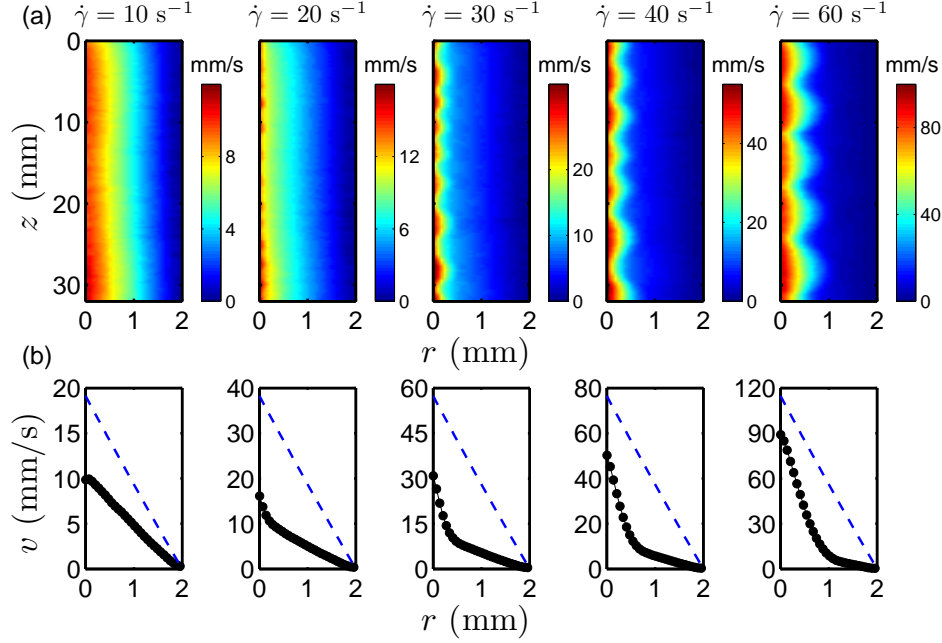 (a) γ̇ = 10 s⁻¹ γ̇ = 20 s⁻¹ γ̇ = 30 s⁻¹ γ̇ = 40 s⁻¹ γ̇ = 60 s⁻¹
mm/s mm/s mm/s mm/s mm/s
0 10 20 30
z (mm)
8 4 0
12 6 0
20 10 0
40 20 0
80 40 0
0 1 2 0 1 2 0 1 2 0 1 2 0 1 2
r (mm)
(b)
v (mm/s)
20 15 10 5 0
40 30 20 10 0
60 45 30 15 0
80 60 40 20 0
120 90 60 30 0
0 1 2 0 1 2 0 1 2 0 1 2 0 1 2
r (mm)